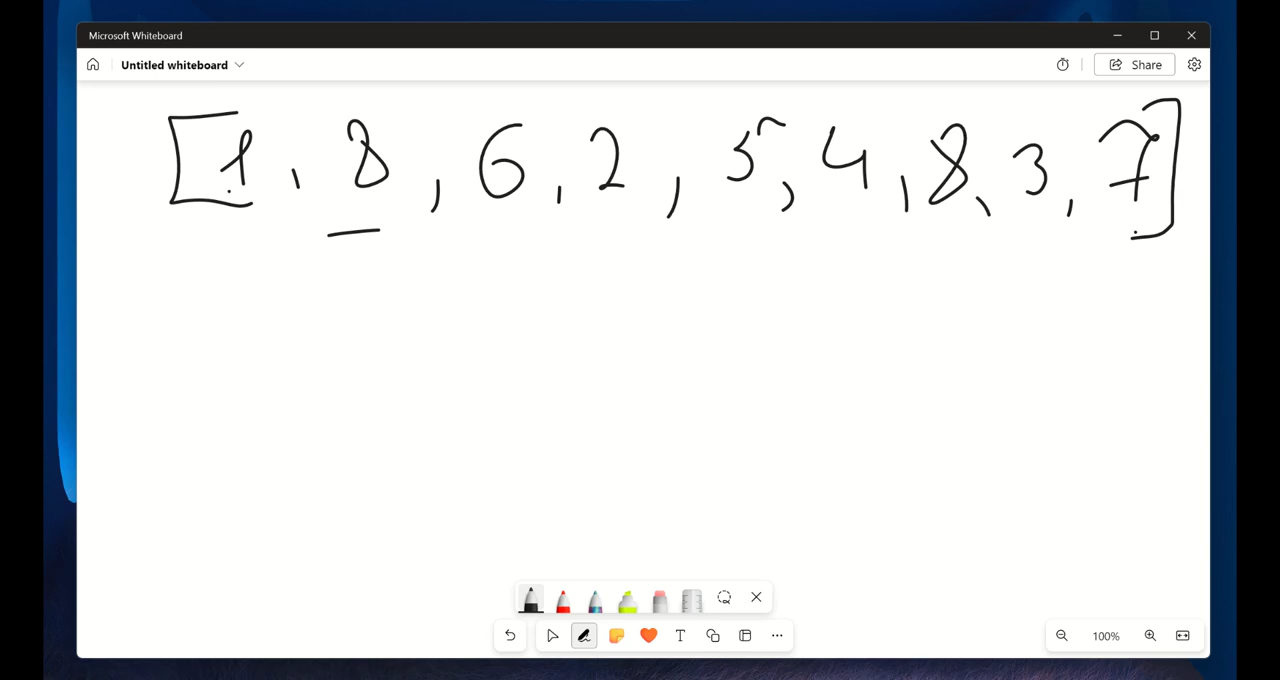 Microsoft Whiteboard
Untitled whiteboard
Share
[1, 8, 6, 2, 5, 4, 8, 3, 7]
T
100%